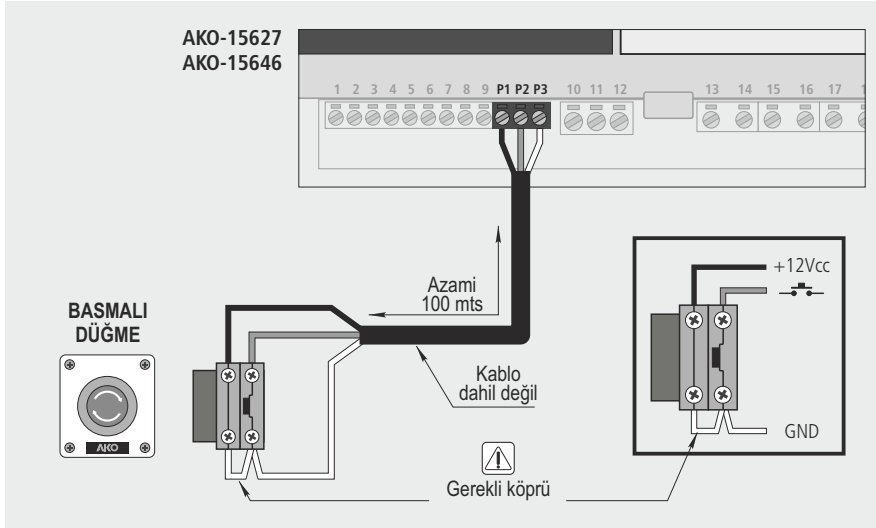 AKO-15627
AKO-15646
1 2 3 4 5 6 7 8 9 P1 P2 P3 10 11 12 13 14 15 16 17
Azami
100 mts
+12Vcc
BASMALI
DÜĞME
AKO
Kablo
dahil değil
GND
Gerekli köprü